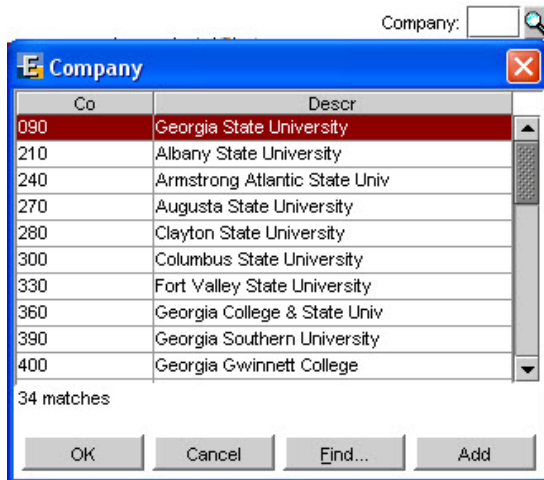 Company:
Company
Co Descr
090 Georgia State University
210 Albany State University
240 Armstrong Atlantic State Univ
270 Augusta State University
280 Clayton State University
300 Columbus State University
330 Fort Valley State University
360 Georgia College & State Univ
390 Georgia Southern University
400 Georgia Gwinnett College
34 matches
OK Cancel Find... Add